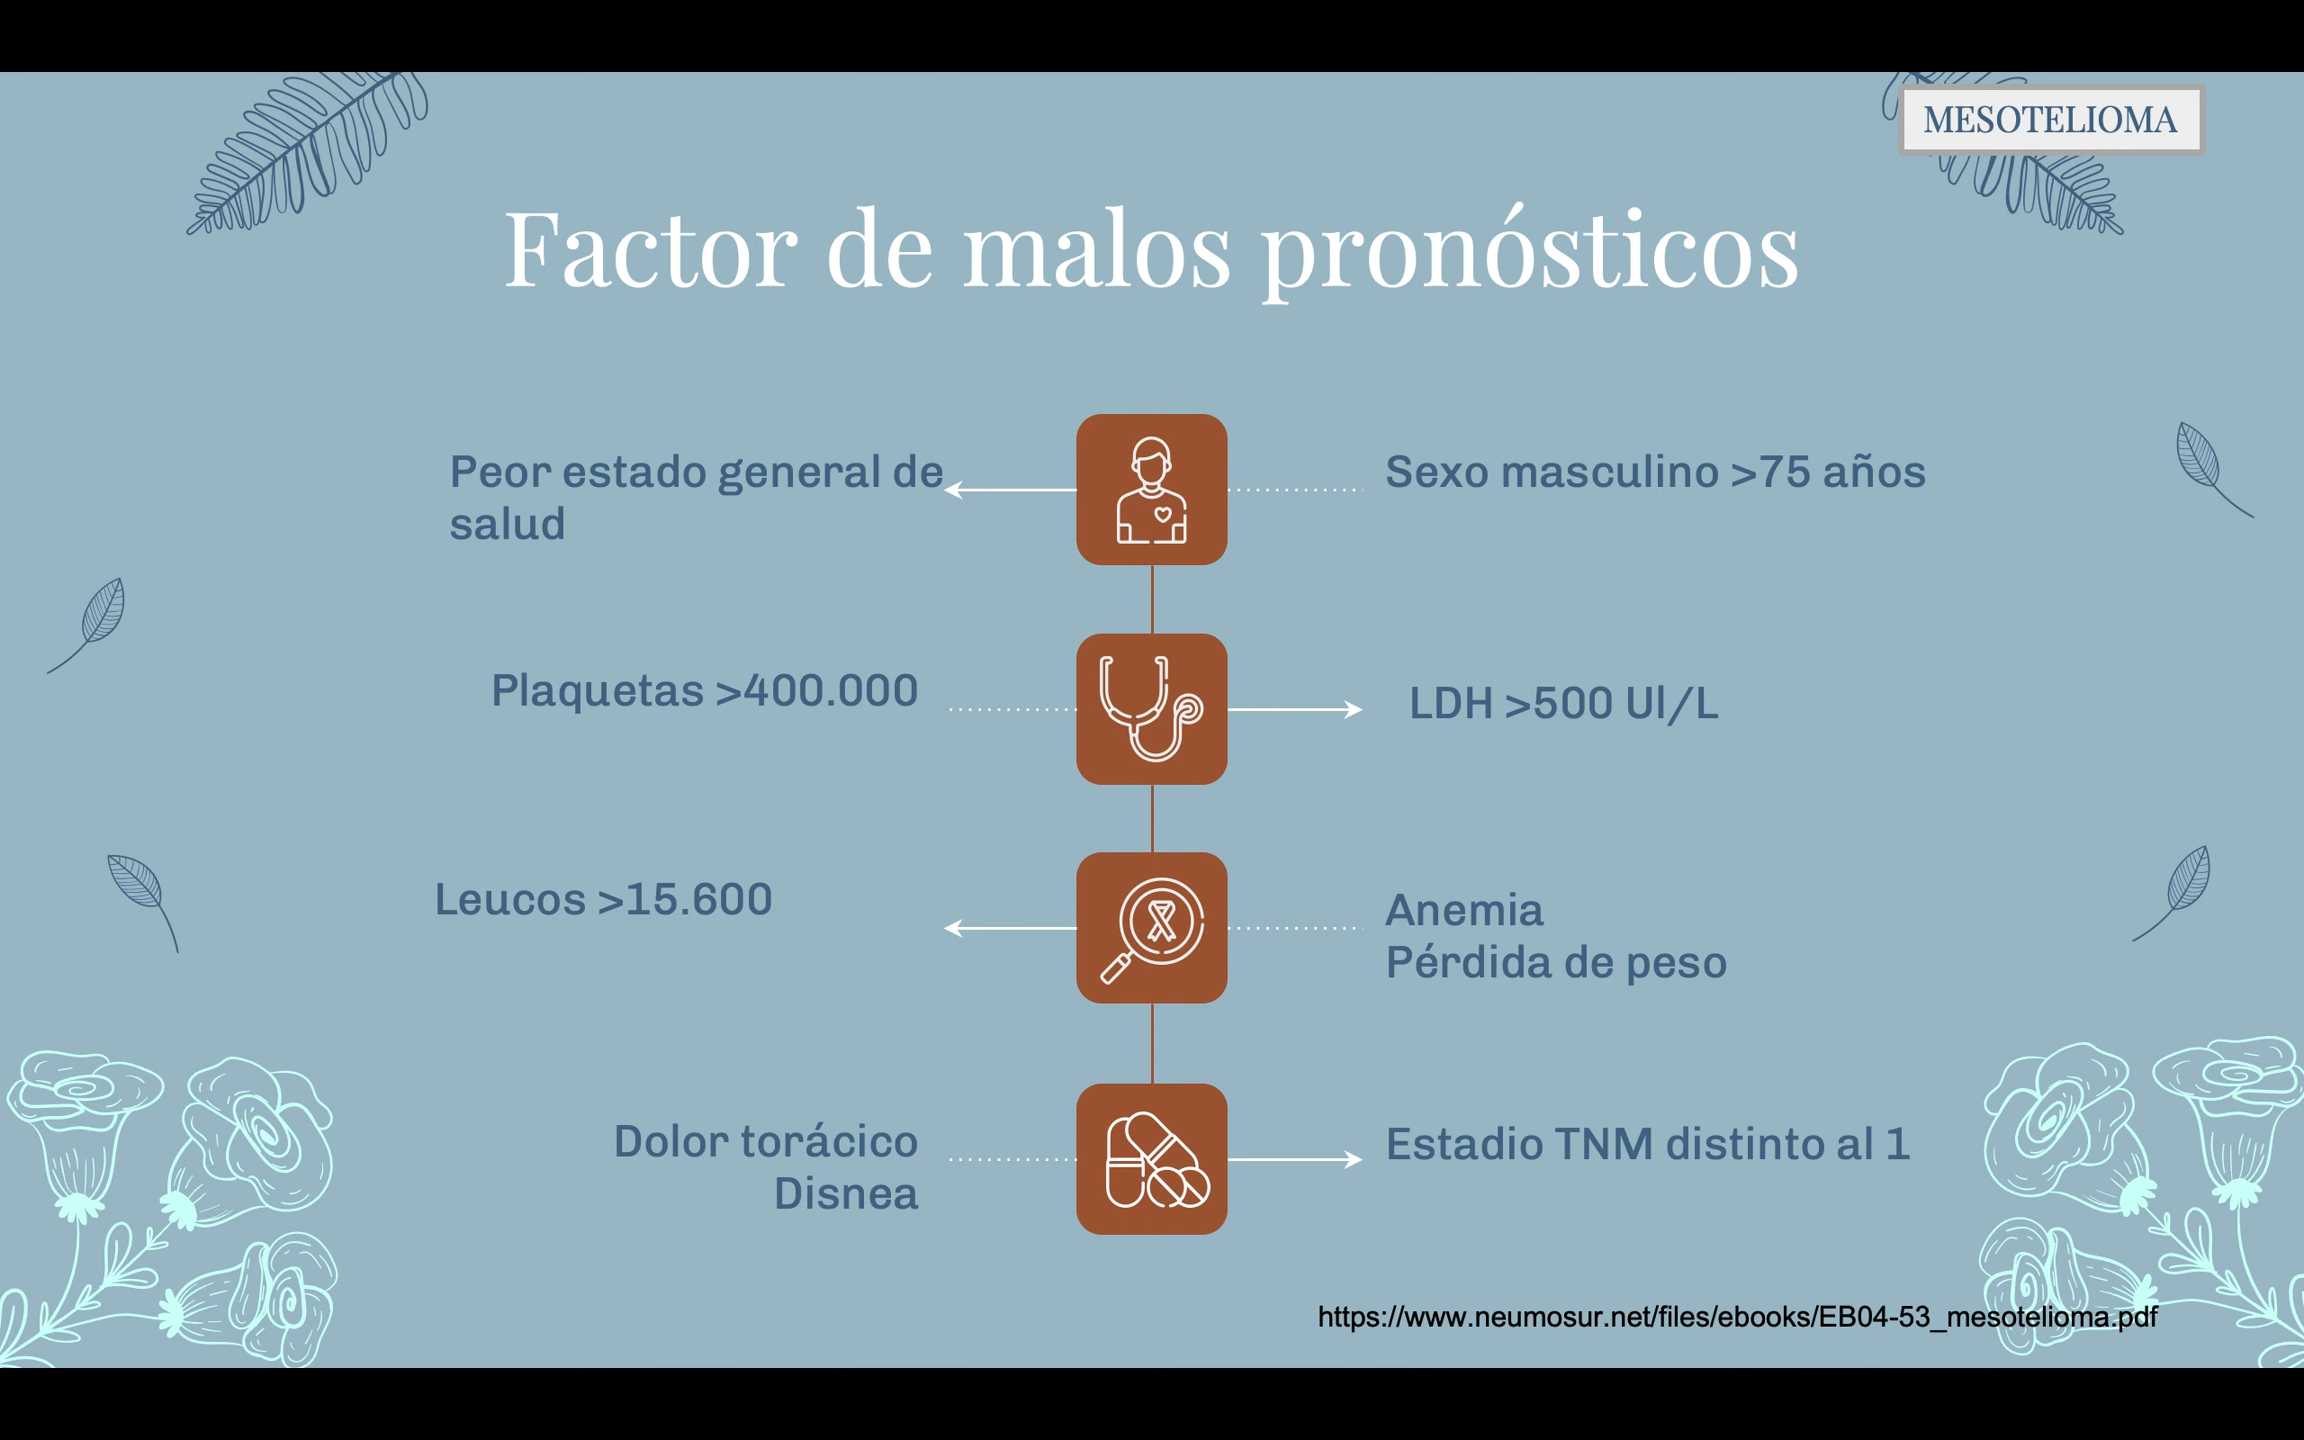 MESOTELIOMA
Factor de malos pronósticos
Peor estado general de
salud
Sexo masculino >75 años
Plaquetas >400.000
LDH >500 Ul/L
Leucos >15.600
Anemia
Pérdida de peso
Dolor torácico
Disnea
Estadio TNM distinto al 1
https://www.neumosur.net/files/ebooks/EB04-53_mesotelioma.pdf